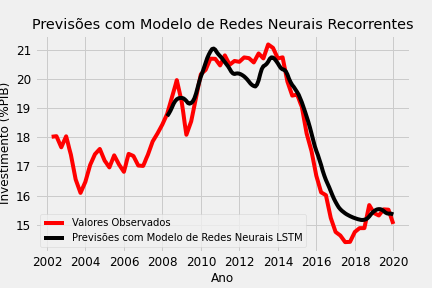 Previsões com Modelo de Redes Neurais Recorrentes
Investimento (%PIB)
21
20
19
18
17
16
15
Valores Observados
Previsões com Modelo de Redes Neurais LSTM
2002 2004 2006 2008 2010 2012 2014 2016 2018 2020
Ano